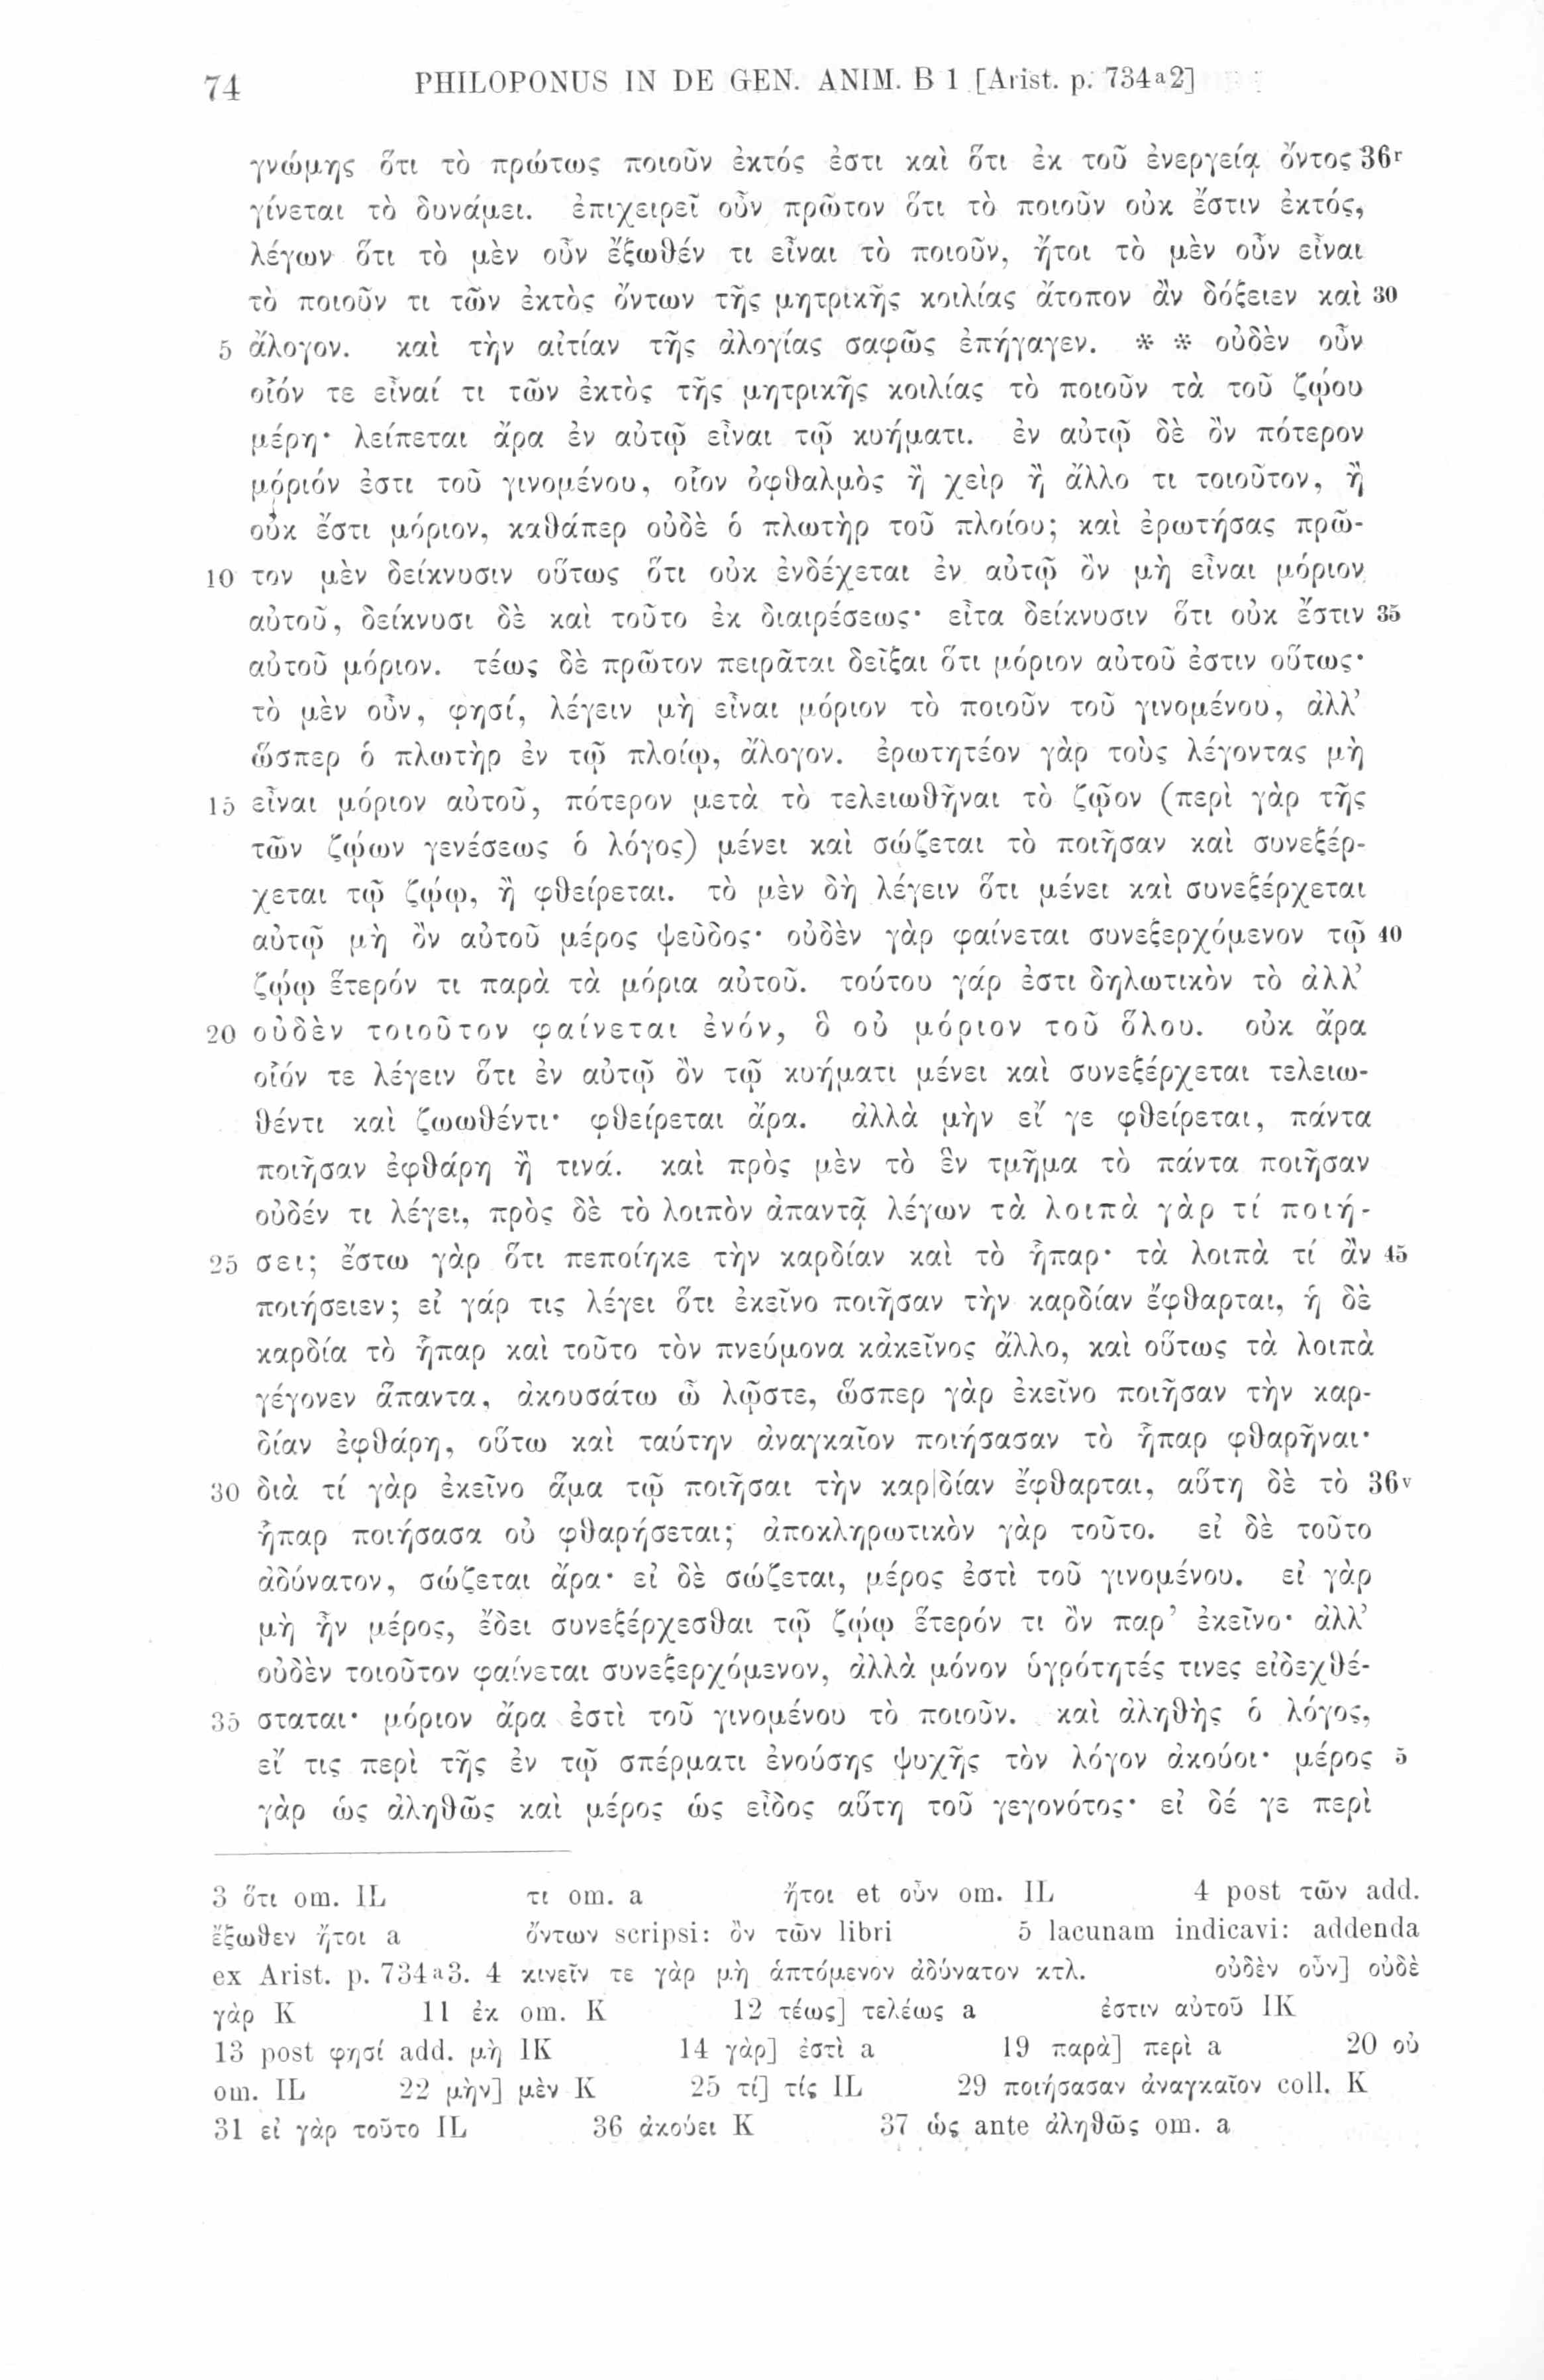 74 PHILOPONUS IN DE GEN. ANIM. B 1 [Arist. p. 734a2]
γνώμης ὅτι τὸ πρώτως ποιοῦν ἐκτός ἐστι καὶ ὅτι ἐκ τοῦ ἐνεργείᾳ ὄντος 36r
γίνεται τὸ δυνάμει. ἐπιχειρεῖ οὖν πρῶτον ὅτι τὸ ποιοῦν οὐκ ἔστιν ἐκτός,
λέγων ὅτι τὸ μὲν οὖν ἔξωθέν τι εἶναι τὸ ποιοῦν, ἤτοι τὸ μὲν οὖν εἶναι
τὸ ποιοῦν τι τῶν ἐκτὸς ὄντων τῆς μητρικῆς κοιλίας ἄτοπον ἂν δόξειεν καὶ 30
5 ἄλογον. καὶ τὴν αἰτίαν τῆς ἀλογίας σαφῶς ἐπήγαγεν. * * οὐδὲν οὖν
οἷόν τε εἶναί τι τῶν ἐκτὸς τῆς μητρικῆς κοιλίας τὸ ποιοῦν τὰ τοῦ ζῴου
μέρη· λείπεται ἄρα ἐν αὐτῷ εἶναι τῷ κυήματι. ἐν αὐτῷ δὲ ὂν πότερον
μόριόν ἐστι τοῦ γινομένου, οἷον ὀφθαλμὸς ἢ χεὶρ ἢ ἄλλο τι τοιοῦτον, ἢ
οὐκ ἔστι μόριον, καθάπερ οὐδὲ ὁ πλωτὴρ τοῦ πλοίου; καὶ ἐρωτήσας πρῶ-
10 τον μὲν δείκνυσιν οὕτως ὅτι οὐκ ἐνδέχεται ἐν αὐτῷ ὂν μὴ εἶναι μόριον
αὐτοῦ, δείκνυσι δὲ καὶ τοῦτο ἐκ διαιρέσεως· εἶτα δείκνυσιν ὅτι οὐκ ἔστιν 35
αὐτοῦ μόριον. τέως δὲ πρῶτον πειρᾶται δεῖξαι ὅτι μόριον αὐτοῦ ἐστιν οὕτως·
τὸ μὲν οὖν, φησί, λέγειν μὴ εἶναι μόριον τὸ ποιοῦν τοῦ γινομένου, ἀλλ’
ὥσπερ ὁ πλωτὴρ ἐν τῷ πλοίῳ, ἄλογον. ἐρωτητέον γὰρ τοὺς λέγοντας μὴ
15 εἶναι μόριον αὐτοῦ, πότερον μετὰ τὸ τελειωθῆναι τὸ ζῷον (περὶ γὰρ τῆς
τῶν ζῴων γενέσεως ὁ λόγος) μένει καὶ σώζεται τὸ ποιῆσαν καὶ συνεξέρ-
χεται τῷ ζῴῳ, ἢ φθείρεται. τὸ μὲν δὴ λέγειν ὅτι μένει καὶ συνεξέρχεται
αὐτῷ μὴ ὂν αὐτοῦ μέρος ψεῦδος· οὐδὲν γὰρ φαίνεται συνεξερχόμενον τῷ 40
ζῴῳ ἕτερόν τι παρὰ τὰ μόρια αὐτοῦ. τούτου γάρ ἐστι δηλωτικὸν τὸ ἀλλ’
20 οὐδὲν τοιοῦτον φαίνεται ἐνόν, ὃ οὐ μόριον τοῦ ὅλου. οὐκ ἄρα
οἷόν τε λέγειν ὅτι ἐν αὐτῷ ὂν τῷ κυήματι μένει καὶ συνεξέρχεται τελειω-
θέντι καὶ ζωωθέντι· φθείρεται ἄρα. ἀλλὰ μὴν εἴ γε φθείρεται, πάντα
ποιῆσαν ἐφθάρη ἤ τινά. καὶ πρὸς μὲν τὸ ἓν τμῆμα τὸ πάντα ποιῆσαν
οὐδέν τι λέγει, πρὸς δὲ τὸ λοιπὸν ἀπαντᾷ λέγων τὰ λοιπὰ γὰρ τί ποιή-
25 σει; ἔστω γὰρ ὅτι πεποίηκε τὴν καρδίαν καὶ τὸ ἧπαρ· τὰ λοιπὰ τί ἂν 45
ποιήσειεν; εἰ γάρ τις λέγει ὅτι ἐκεῖνο ποιῆσαν τὴν καρδίαν ἔφθαρται, ἡ δὲ
καρδία τὸ ἧπαρ καὶ τοῦτο τὸν πνεύμονα κἀκεῖνος ἄλλο, καὶ οὕτως τὰ λοιπὰ
γέγονεν ἅπαντα, ἀκουσάτω ὦ λῷστε, ὥσπερ γὰρ ἐκεῖνο ποιῆσαν τὴν καρ-
δίαν ἐφθάρη, οὕτω καὶ ταύτην ἀναγκαῖον ποιήσασαν τὸ ἧπαρ φθαρῆναι·
30 διὰ τί γὰρ ἐκεῖνο ἅμα τῷ ποιῆσαι τὴν καρ|δίαν ἔφθαρται, αὕτη δὲ τὸ 36v
ἧπαρ ποιήσασα οὐ φθαρήσεται; ἀποκληρωτικὸν γὰρ τοῦτο. εἰ δὲ τοῦτο
ἀδύνατον, σώζεται ἄρα· εἰ δὲ σώζεται, μέρος ἐστὶ τοῦ γινομένου. εἰ γὰρ
μὴ ἦν μέρος, ἔδει συνεξέρχεσθαι τῷ ζῴῳ ἕτερόν τι ὂν παρ’ ἐκεῖνο· ἀλλ’
οὐδὲν τοιοῦτον φαίνεται συνεξερχόμενον, ἀλλὰ μόνον ὑγρότητές τινες εἰδεχθέ-
35 σταται· μόριον ἄρα ἐστὶ τοῦ γινομένου τὸ ποιοῦν. καὶ ἀληθὴς ὁ λόγος,
εἴ τις περὶ τῆς ἐν τῷ σπέρματι ἐνούσης ψυχῆς τὸν λόγον ἀκούοι· μέρος 5
γὰρ ὡς ἀληθῶς καὶ μέρος ὡς εἶδος αὕτη τοῦ γεγονότος· εἰ δέ γε περὶ
3 ὅτι om. IL τι om. a ἤτοι et οὖν om. IL 4 post τῶν add.
ἔξωθεν ἤτοι a ὄντων scripsi: ὂν τῶν libri 5 lacunam indicavi: addenda
ex Arist. p. 734a3. 4 κινεῖν τε γὰρ μὴ ἁπτόμενον ἀδύνατον κτλ. οὐδὲν οὖν] οὐδὲ
γὰρ K 11 ἐκ om. K 12 τέως] τελέως a ἐστιν αὐτοῦ IK
13 post φησί add. μὴ IK 14 γὰρ] ἐστὶ a 19 παρὰ] περὶ a 20 οὐ
om. IL 22 μὴν] μὲν K 25 τί] τίς IL 29 ποιήσασαν ἀναγκαῖον coll. K
31 εἰ γὰρ τοῦτο IL 36 ἀκούει K 37 ὡς ante ἀληθῶς om. a